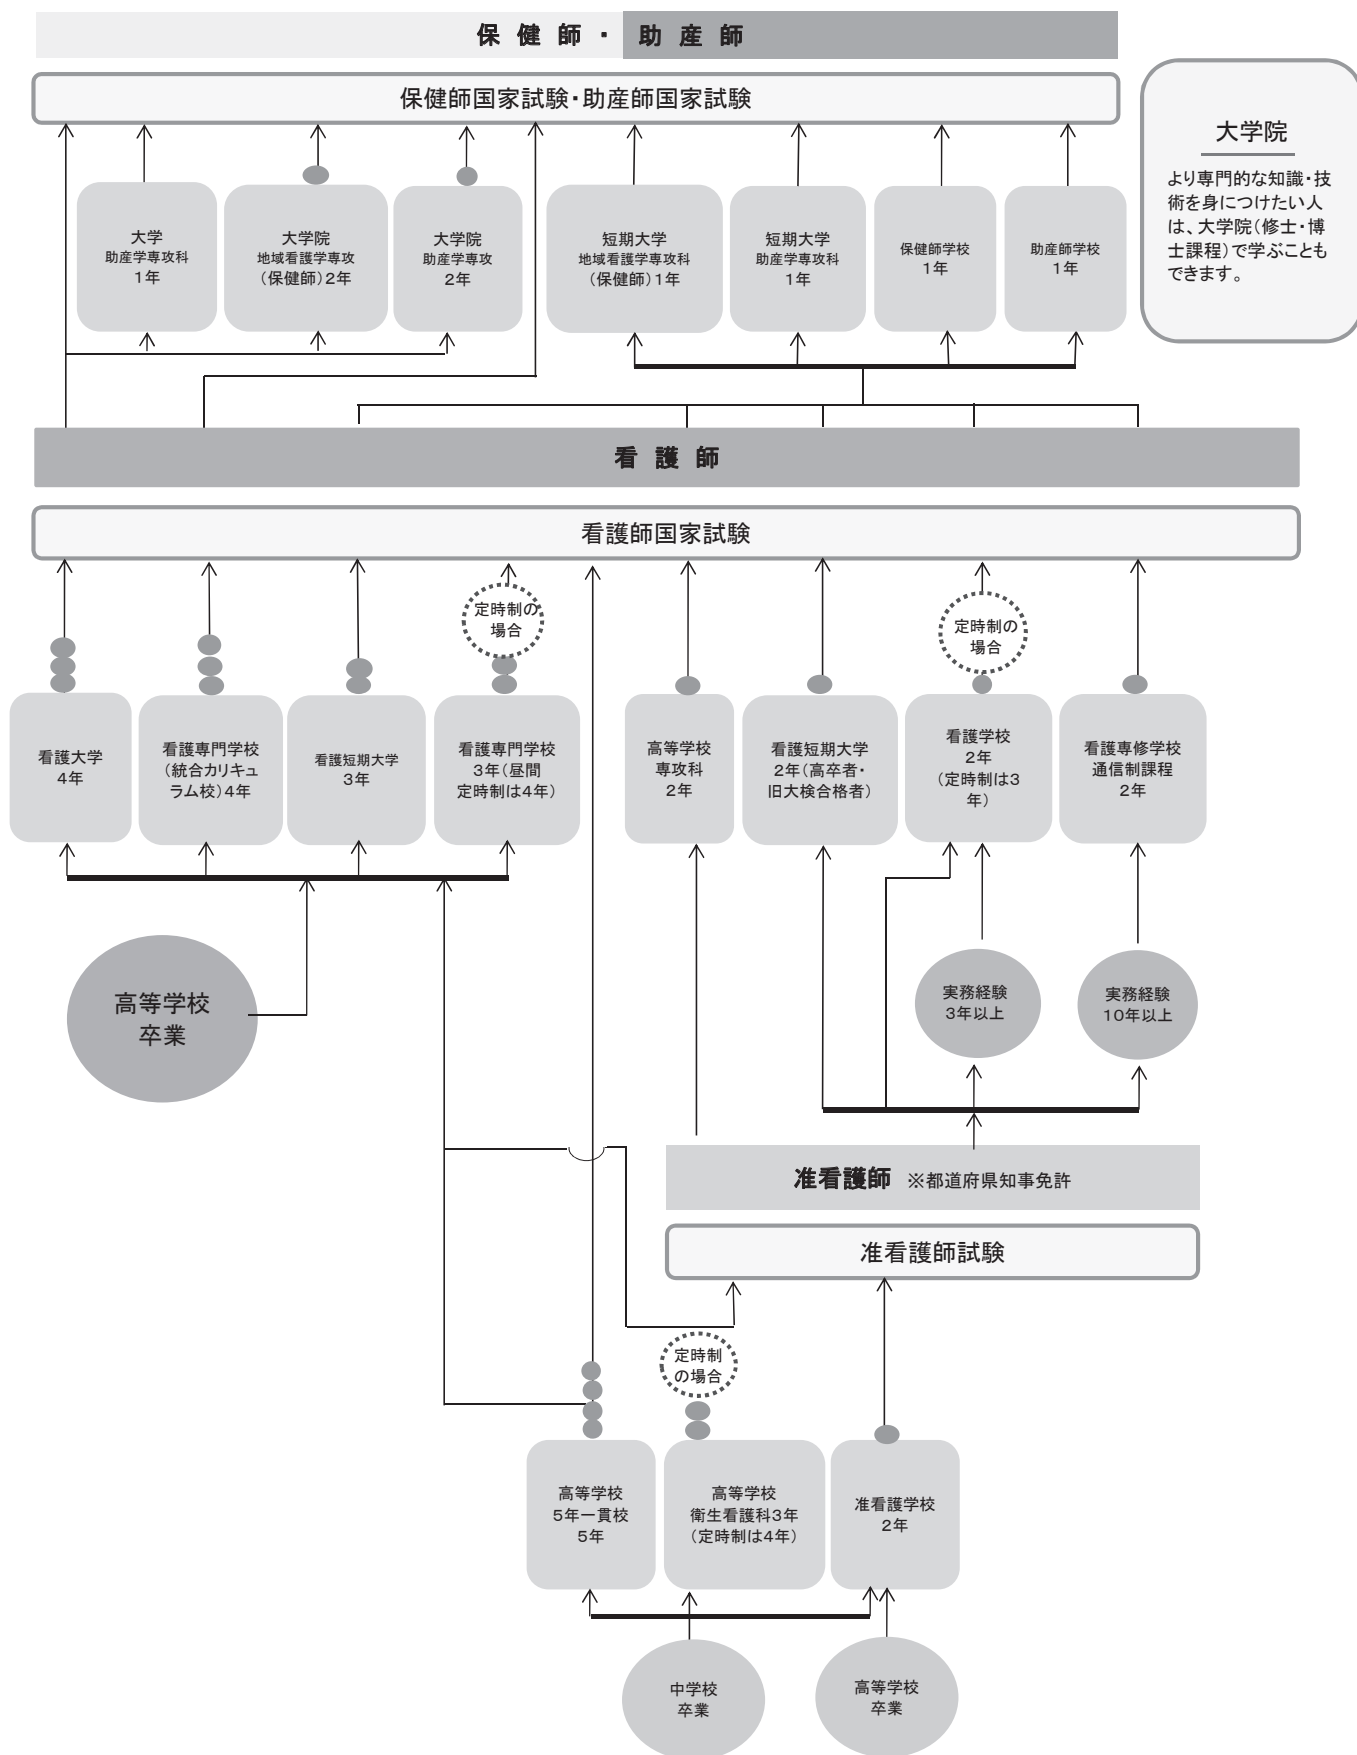 保健師・助産師
保健師国家試験・助産師国家試験
大学院
より専門的な知識・技
術を身につけたい人
は、大学院(修士・博
士課程)で学ぶことも
できます。
大学
助産学専攻科
1年
大学院
地域看護学専攻
(保健師)2年
大学院
助産学専攻
2年
短期大学
地域看護学専攻科
(保健師)1年
短期大学
助産学専攻科
1年
保健師学校
1年
助産師学校
1年
看護師
看護師国家試験
定時制の
場合
定時制の
場合
看護大学
4年
看護専門学校
(統合カリキュ
ラム校)4年
看護短期大学
3年
看護専門学校
3年(昼間
定時制は4年)
高等学校
専攻科
2年
看護短期大学
2年(高卒者・
旧大検合格者)
看護学校
2年
(定時制は3
年)
看護専修学校
通信制課程
2年
高等学校
卒業
実務経験
3年以上
実務経験
10年以上
准看護師 ※都道府県知事免許
准看護師試験
定時制
の場合
高等学校
5年一貫校
5年
高等学校
衛生看護科3年
(定時制は4年)
准看護学校
2年
中学校
卒業
高等学校
卒業